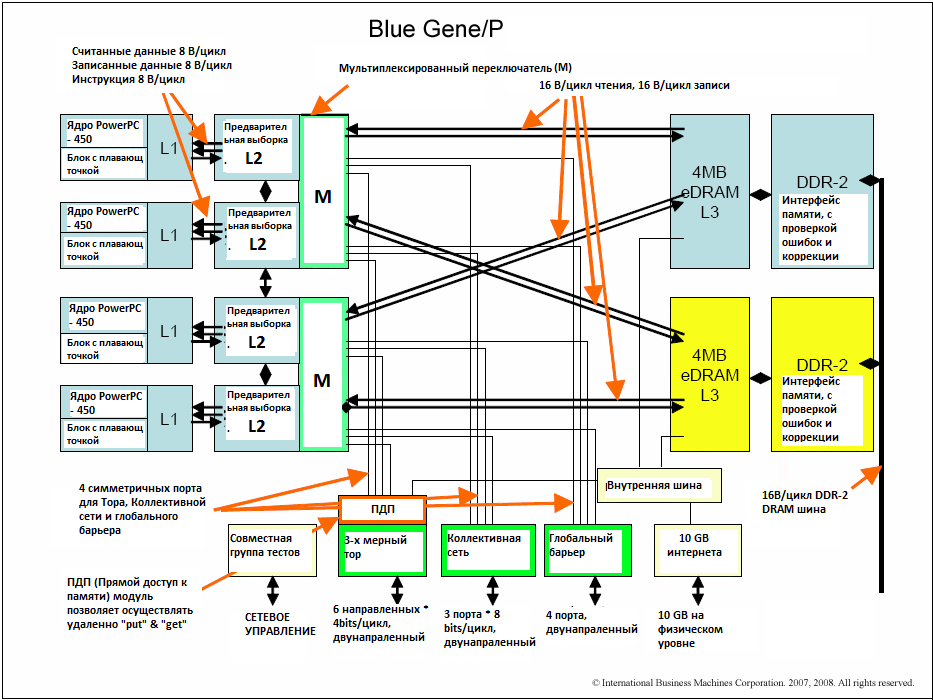 Blue Gene/P
Считанные данные 8 В/цикл
Записанные данные 8 В/цикл
Инструкция 8 В/цикл
Мультиплексированный переключатель (М)
16 В/цикл чтения, 16 В/цикл записи
Ядро PowerPC
- 450
Блок с плавающ
точкой
L1
Предварител
ьная выборка
. L2
Ядро PowerPC
- 450
Блок с плавающ
точкой
L1
Предварител
ьная выборка
. L2
M
Ядро PowerPC
- 450
Блок с плавающ
точкой
L1
Предварител
ьная выборка
. L2
Ядро PowerPC
- 450
Блок с плавающ
точкой
L1
Предварител
ьная выборка
. L2
M
4MB
eDRAM
L3
DDR-2
Интерфейс
памяти, с
проверкой
ошибок и
коррекции
4MB
eDRAM
L3
DDR-2
Интерфейс
памяти, с
проверкой
ошибок и
коррекции
4 симметричных порта
для Тора, Коллективной
сети и глобального
барьера
ПДП
Внутренняя шина
16В/цикл DDR-2
DRAM шина
Совместная
группа тестов
3-х мерный
тор
Коллективная
сеть
Глобальный
барьер
10 GB
интернета
ПДП (Прямой доступ к
памяти) модуль
позволяет осуществлять
удаленно "put" & "get"
СЕТЕВОЕ
УПРАВЛЕНИЕ
6 направленных *
4bits/цикл,
двунапраленный
3 порта * 8
bits/цикл,
двунаправленный
4 порта,
двунаправленный
10 GB на
физическом
уровне
© International Business Machines Corporation. 2007, 2008. All rights reserved.